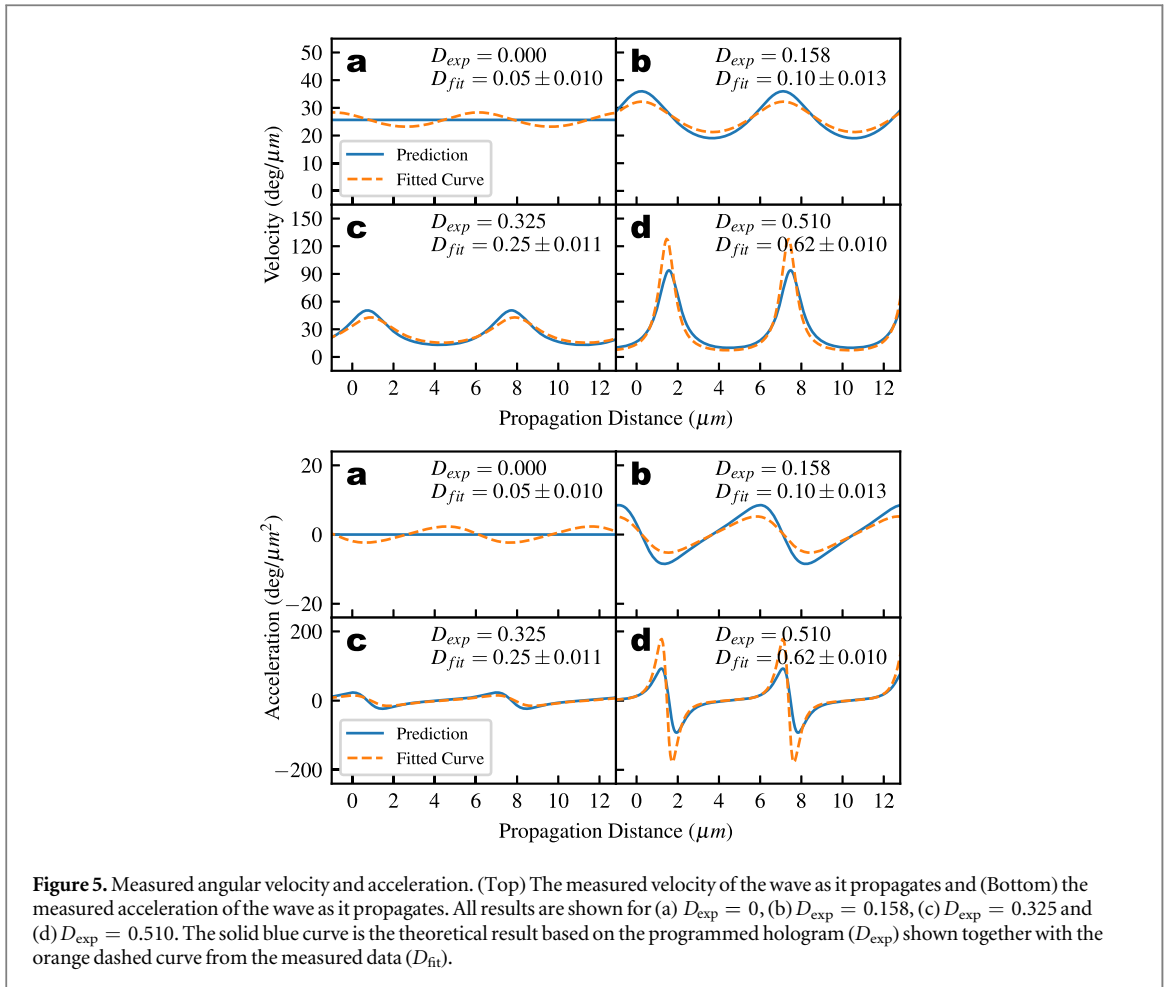 a
D_exp = 0.000
D_fit = 0.05 ± 0.010
b
D_exp = 0.158
D_fit = 0.10 ± 0.013
50
40
30
20
10
0
Prediction
Fitted Curve
Velocity (deg/μm)
c
D_exp = 0.325
D_fit = 0.25 ± 0.011
d
D_exp = 0.510
D_fit = 0.62 ± 0.010
150
120
90
60
30
0
0 2 4 6 8 10 12 0 2 4 6 8 10 12
Propagation Distance (μm)
a
D_exp = 0.000
D_fit = 0.05 ± 0.010
b
D_exp = 0.158
D_fit = 0.10 ± 0.013
20
0
−20
Acceleration (deg/μm²)
c
D_exp = 0.325
D_fit = 0.25 ± 0.011
d
D_exp = 0.510
D_fit = 0.62 ± 0.010
200
0
−200
Prediction
Fitted Curve
0 2 4 6 8 10 12 0 2 4 6 8 10 12
Propagation Distance (μm)
Figure 5. Measured angular velocity and acceleration. (Top) The measured velocity of the wave as it propagates and (Bottom) the
measured acceleration of the wave as it propagates. All results are shown for (a) D_exp = 0, (b) D_exp = 0.158, (c) D_exp = 0.325 and
(d) D_exp = 0.510. The solid blue curve is the theoretical result based on the programmed hologram (D_exp) shown together with the
orange dashed curve from the measured data (D_fit).